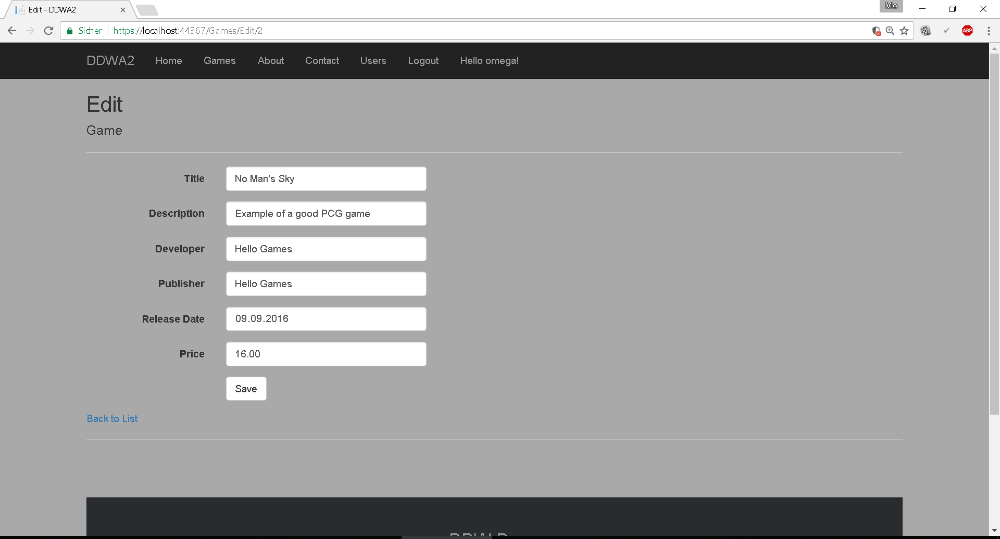 Edit - DDWA2
Mo
Sicher https://localhost:44367/Games/Edit/2
ABP
DDWA2 Home Games About Contact Users Logout Hello omega!
Edit
Game
Title No Man's Sky
Description Example of a good PCG game
Developer Hello Games
Publisher Hello Games
Release Date 09.09.2016
Price 16.00
Save
Back to List